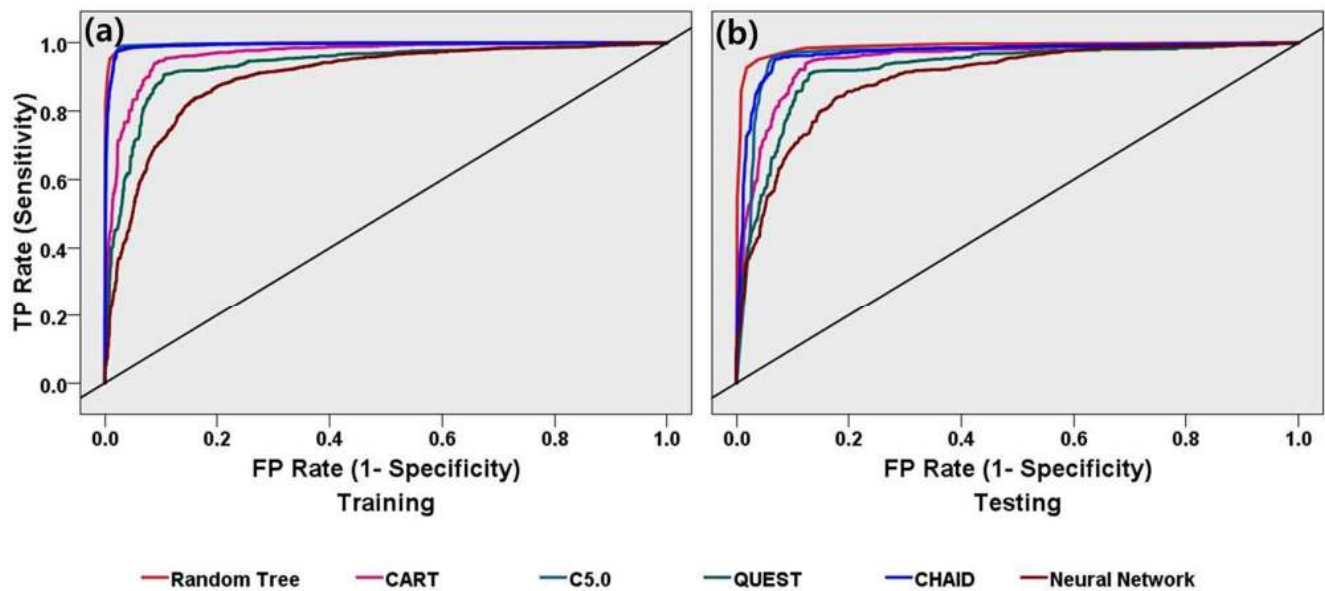 (a)
(b)
TP Rate (Sensitivity)
1.0
0.8
0.6
0.4
0.2
0.0
0.0 0.2 0.4 0.6 0.8 1.0
0.0 0.2 0.4 0.6 0.8 1.0
FP Rate (1- Specificity)
FP Rate (1- Specificity)
Training
Testing
Random Tree CART C5.0 QUEST CHAID Neural Network